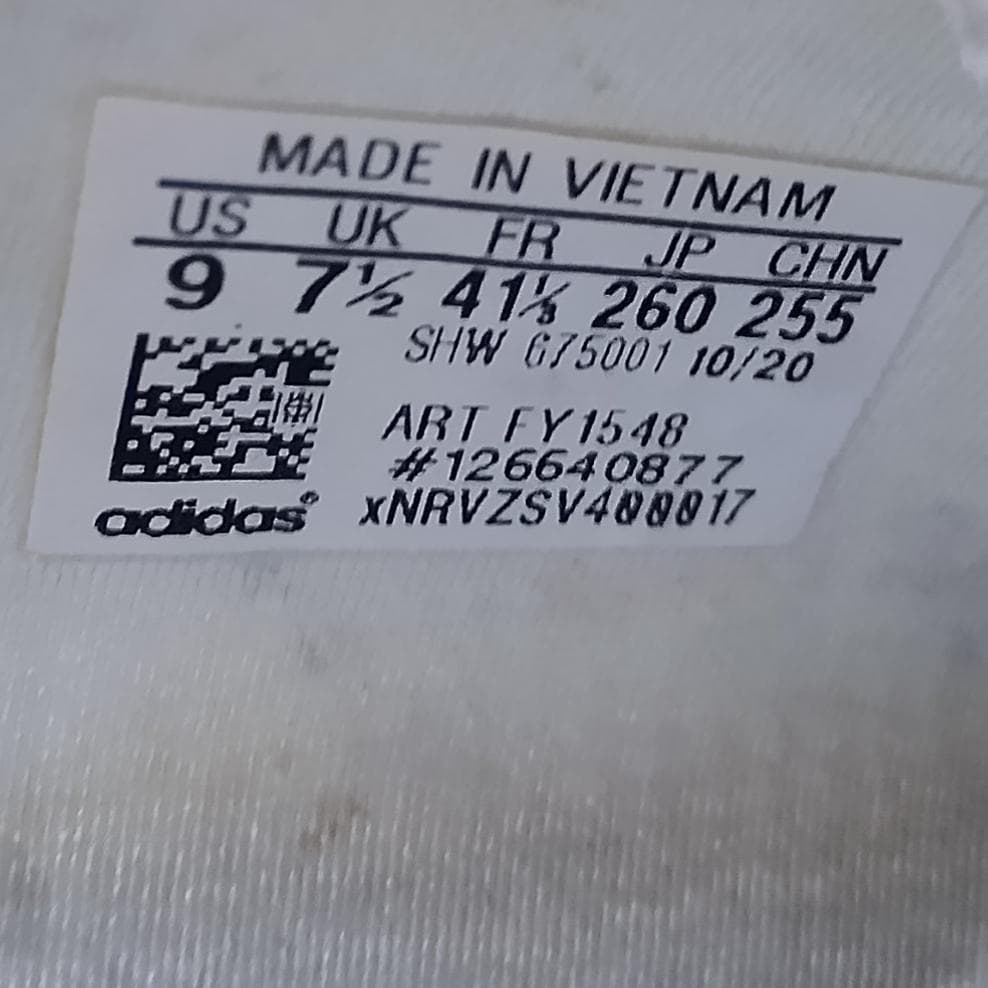 MADE IN VIETNAM
US UK FR JP CHN
9 7½ 41⅓ 260 255
SHW 675001 10/20
ART FY1548
#126640877
adidas® xNRVZSV400017